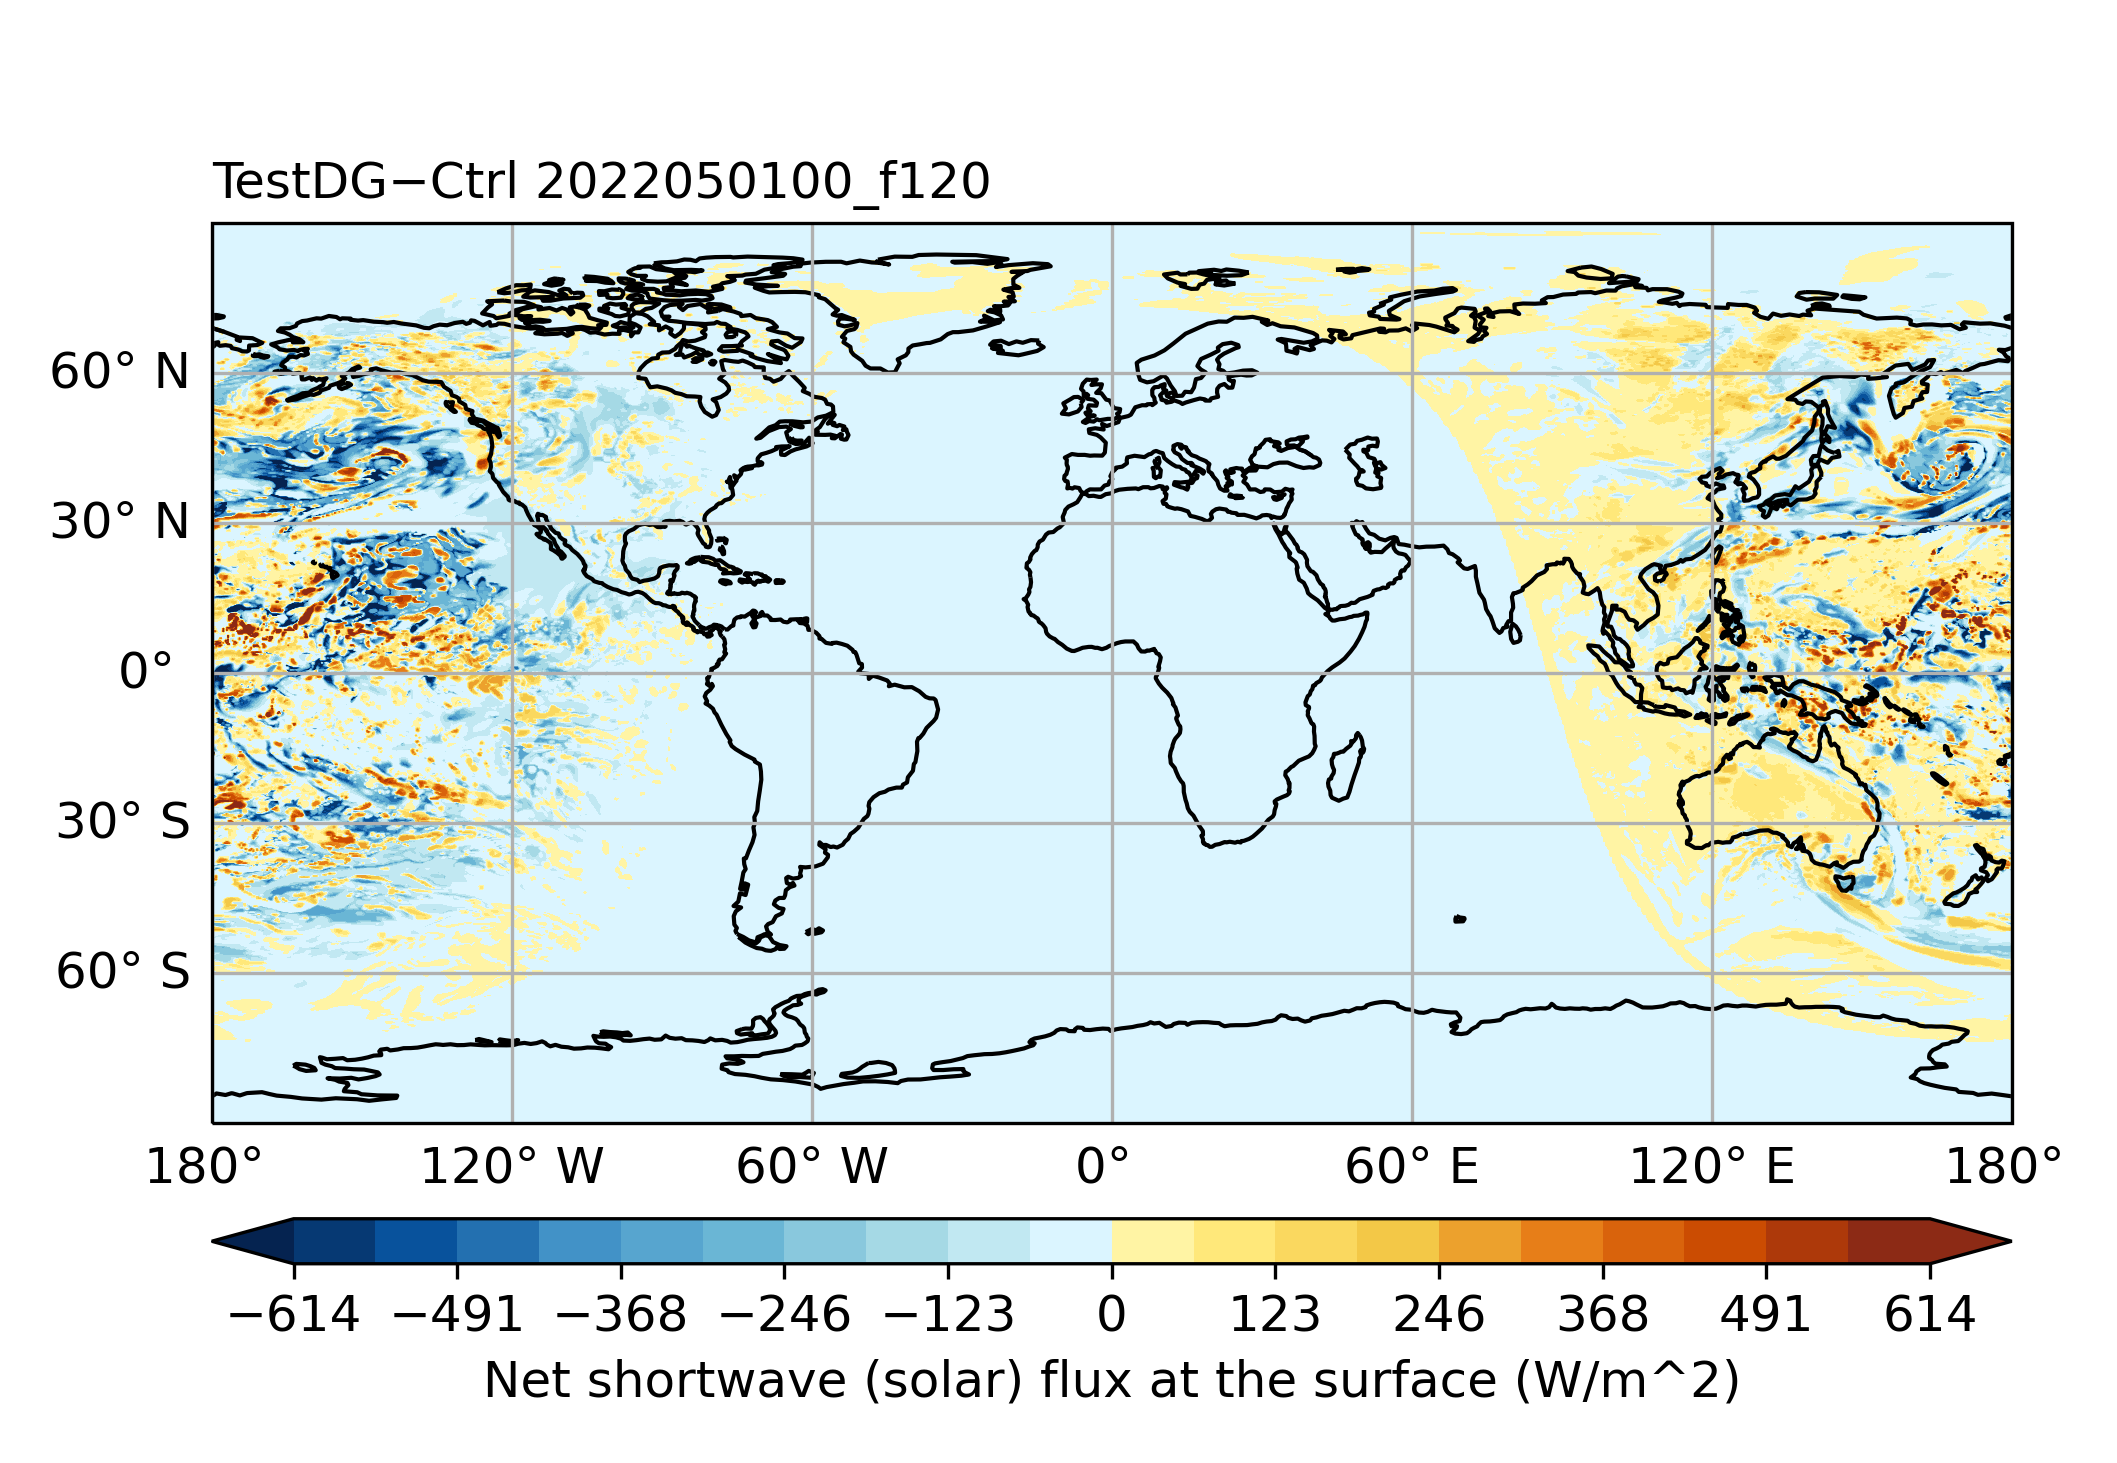 TestDG−Ctrl 2022050100_f120
60° N
30° N
0°
30° S
60° S
180° 120° W 60° W 0° 60° E 120° E 180°
−614 −491 −368 −246 −123 0 123 246 368 491 614
Net shortwave (solar) flux at the surface (W/m^2)